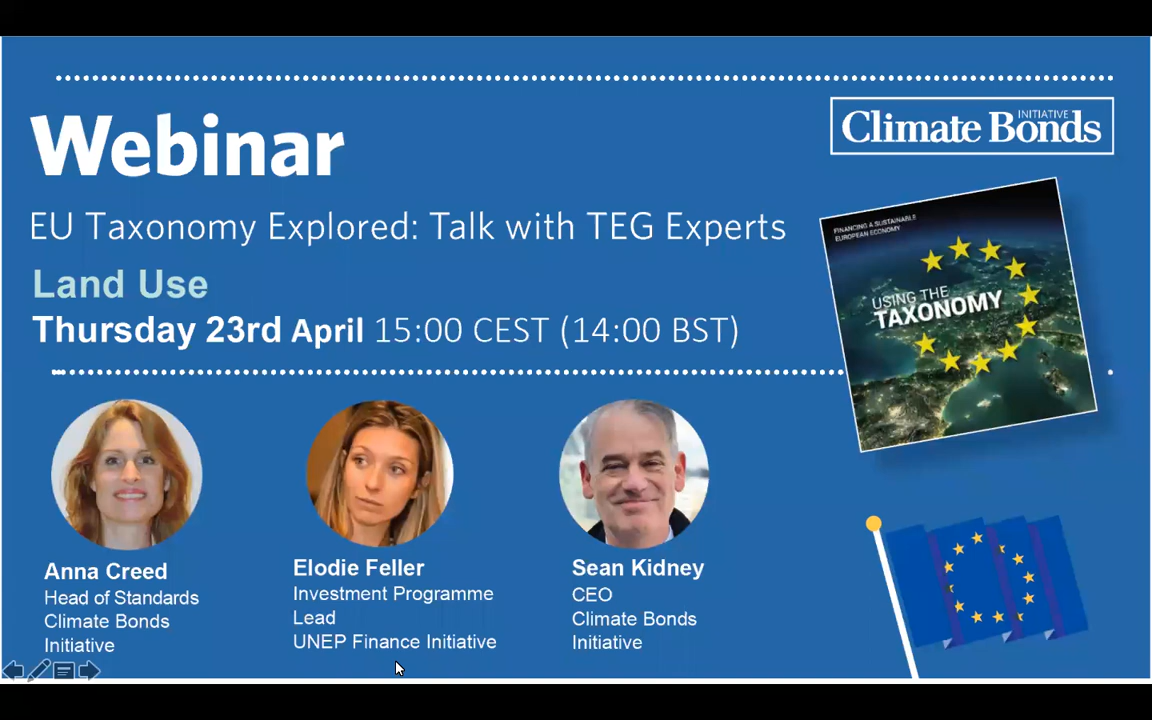 Webinar
INITIATIVE
Climate Bonds
EU Taxonomy Explored: Talk with TEG Experts
Land Use
Thursday 23rd April 15:00 CEST (14:00 BST)
FINANCING A SUSTAINABLE
EUROPEAN ECONOMY
USING THE
TAXONOMY
Anna Creed
Head of Standards
Climate Bonds
Initiative
Elodie Feller
Investment Programme
Lead
UNEP Finance Initiative
Sean Kidney
CEO
Climate Bonds
Initiative